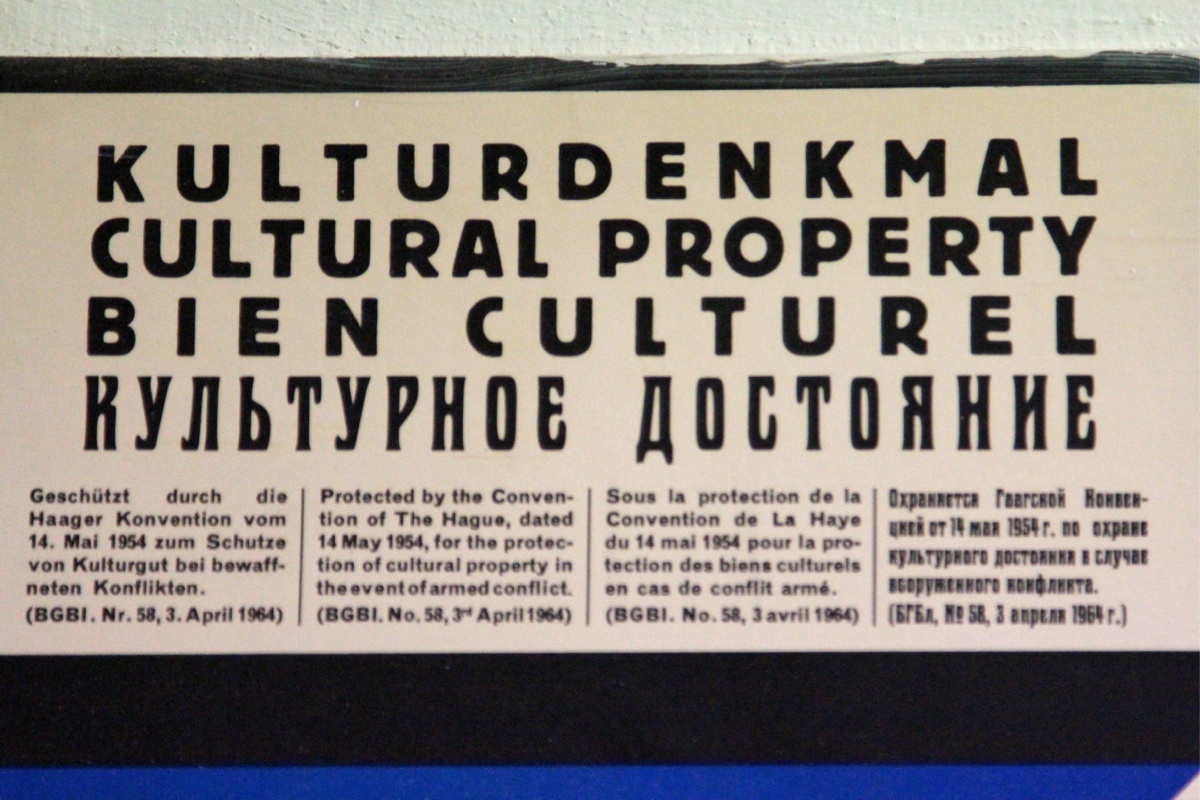 KULTURDENKMAL
CULTURAL PROPERTY
BIEN CULTUREL
КУЛЬТУРНОЕ ДОСТОЯНИЕ
Geschützt durch die
Haager Konvention vom
14. Mai 1954 zum Schutze
von Kulturgut bei bewaff-
neten Konflikten.
(BGBl. Nr. 58, 3. April 1964)
Protected by the Conven-
tion of The Hague, dated
14 May 1954, for the protec-
tion of cultural property in
the event of armed conflict.
(BGBl. No. 58, 3rd April 1964)
Sous la protection de la
Convention de La Haye
du 14 mai 1954 pour la pro-
tection des biens culturels
en cas de conflit armé.
(BGBl. No. 58, 3 avril 1964)
Охраняется Гаагской Конвен-
цией от 14 мая 1954 г. по охране
культурного достояния в случае
вооруженного конфликта.
(БГБл, № 58, 3 апреля 1964 г.)